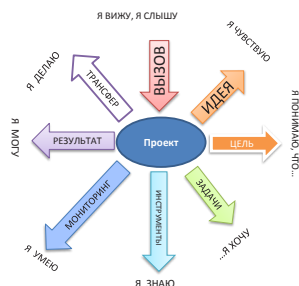 Я ВИЖУ, Я СЛЫШУ
ВЫЗОВ
Я ЧУВСТВУЮ
ИДЕЯ
Я ПОНИМАЮ, ЧТО...
ЦЕЛЬ
...Я ХОЧУ
ЗАДАЧИ
Я ЗНАЮ
ИНСТРУМЕНТЫ
Я УМЕЮ
МОНИТОРИНГ
Я МОГУ
РЕЗУЛЬТАТ
Я ДЕЛАЮ
ТРАНСФЕР
Проект